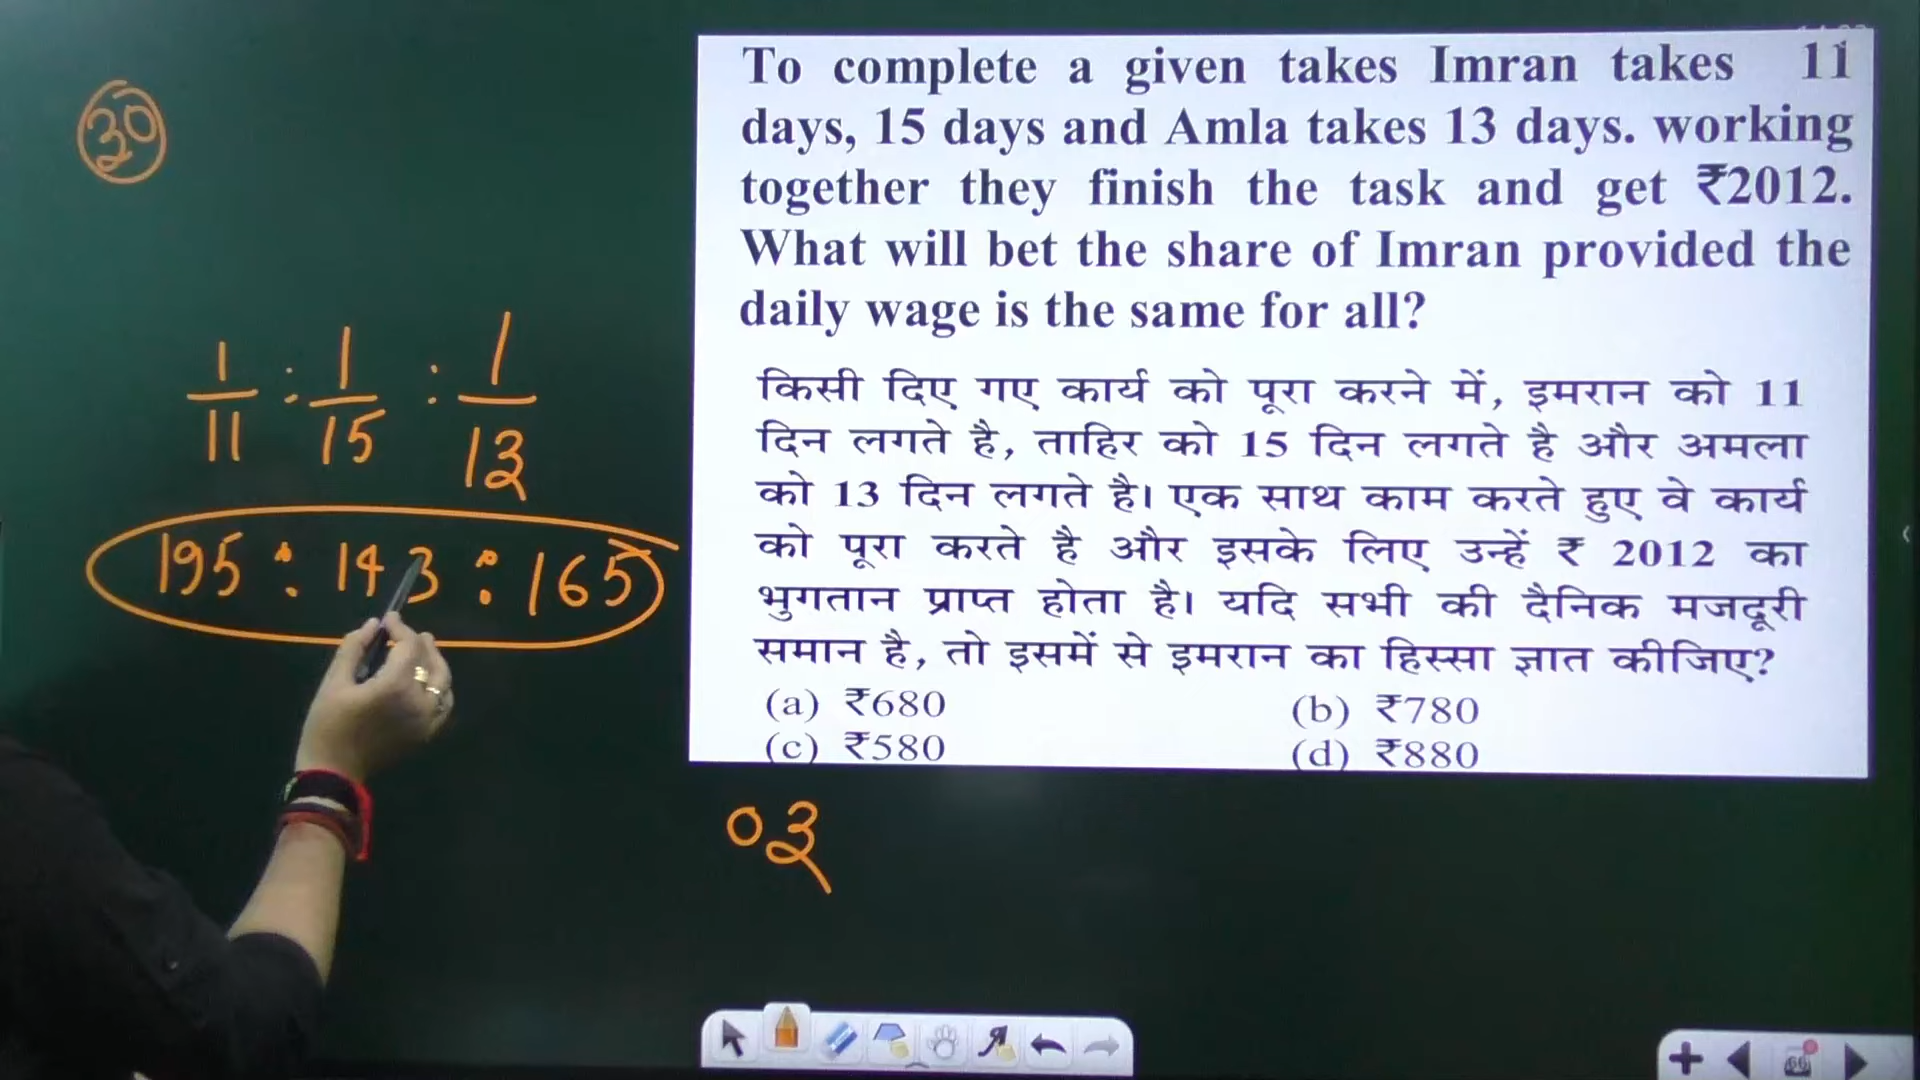 30
1/11 : 1/15 : 1/13
195 : 143 : 165
To complete a given takes Imran takes 11
days, 15 days and Amla takes 13 days. working
together they finish the task and get ₹2012.
What will bet the share of Imran provided the
daily wage is the same for all?
किसी दिए गए कार्य को पूरा करने में, इमरान को 11
दिन लगते है, ताहिर को 15 दिन लगते है और अमला
को 13 दिन लगते है। एक साथ काम करते हुए वे कार्य
को पूरा करते है और इसके लिए उन्हें ₹ 2012 का
भुगतान प्राप्त होता है। यदि सभी की दैनिक मजदूरी
समान है, तो इसमें से इमरान का हिस्सा ज्ञात कीजिए?
(a) ₹680 (b) ₹780
(c) ₹580 (d) ₹880
03
66